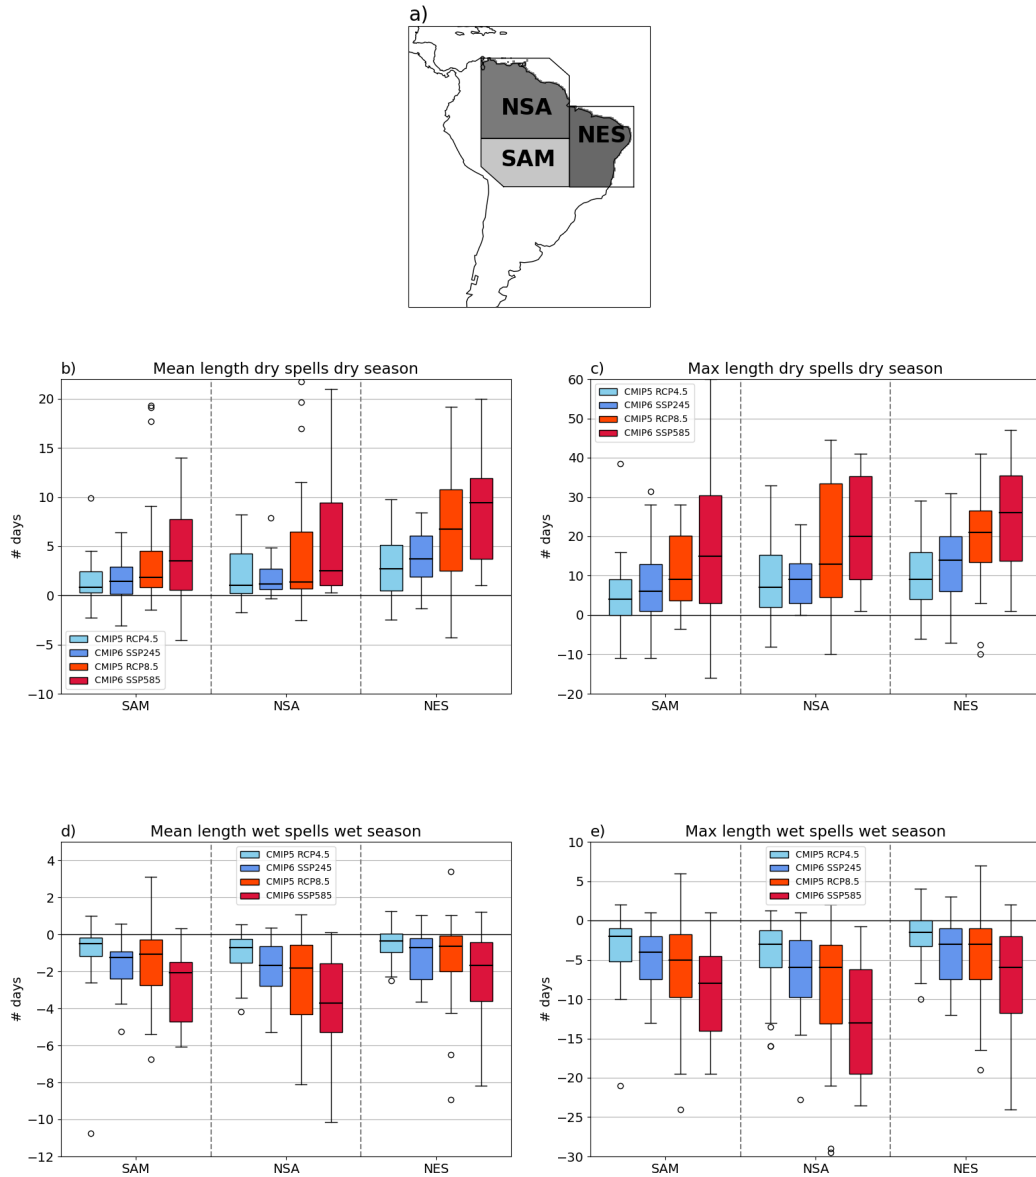 a)
NSA
NES
SAM
b)
Mean length dry spells dry season
# days
20
15
10
5
0
−5
−10
CMIP5 RCP4.5
CMIP6 SSP245
CMIP5 RCP8.5
CMIP6 SSP585
SAM
NSA
NES
c)
Max length dry spells dry season
# days
60
50
40
30
20
10
0
−10
−20
CMIP5 RCP4.5
CMIP6 SSP245
CMIP5 RCP8.5
CMIP6 SSP585
SAM
NSA
NES
d)
Mean length wet spells wet season
# days
4
2
0
−2
−4
−6
−8
−10
−12
CMIP5 RCP4.5
CMIP6 SSP245
CMIP5 RCP8.5
CMIP6 SSP585
SAM
NSA
NES
e)
Max length wet spells wet season
# days
10
5
0
−5
−10
−15
−20
−25
−30
CMIP5 RCP4.5
CMIP6 SSP245
CMIP5 RCP8.5
CMIP6 SSP585
SAM
NSA
NES